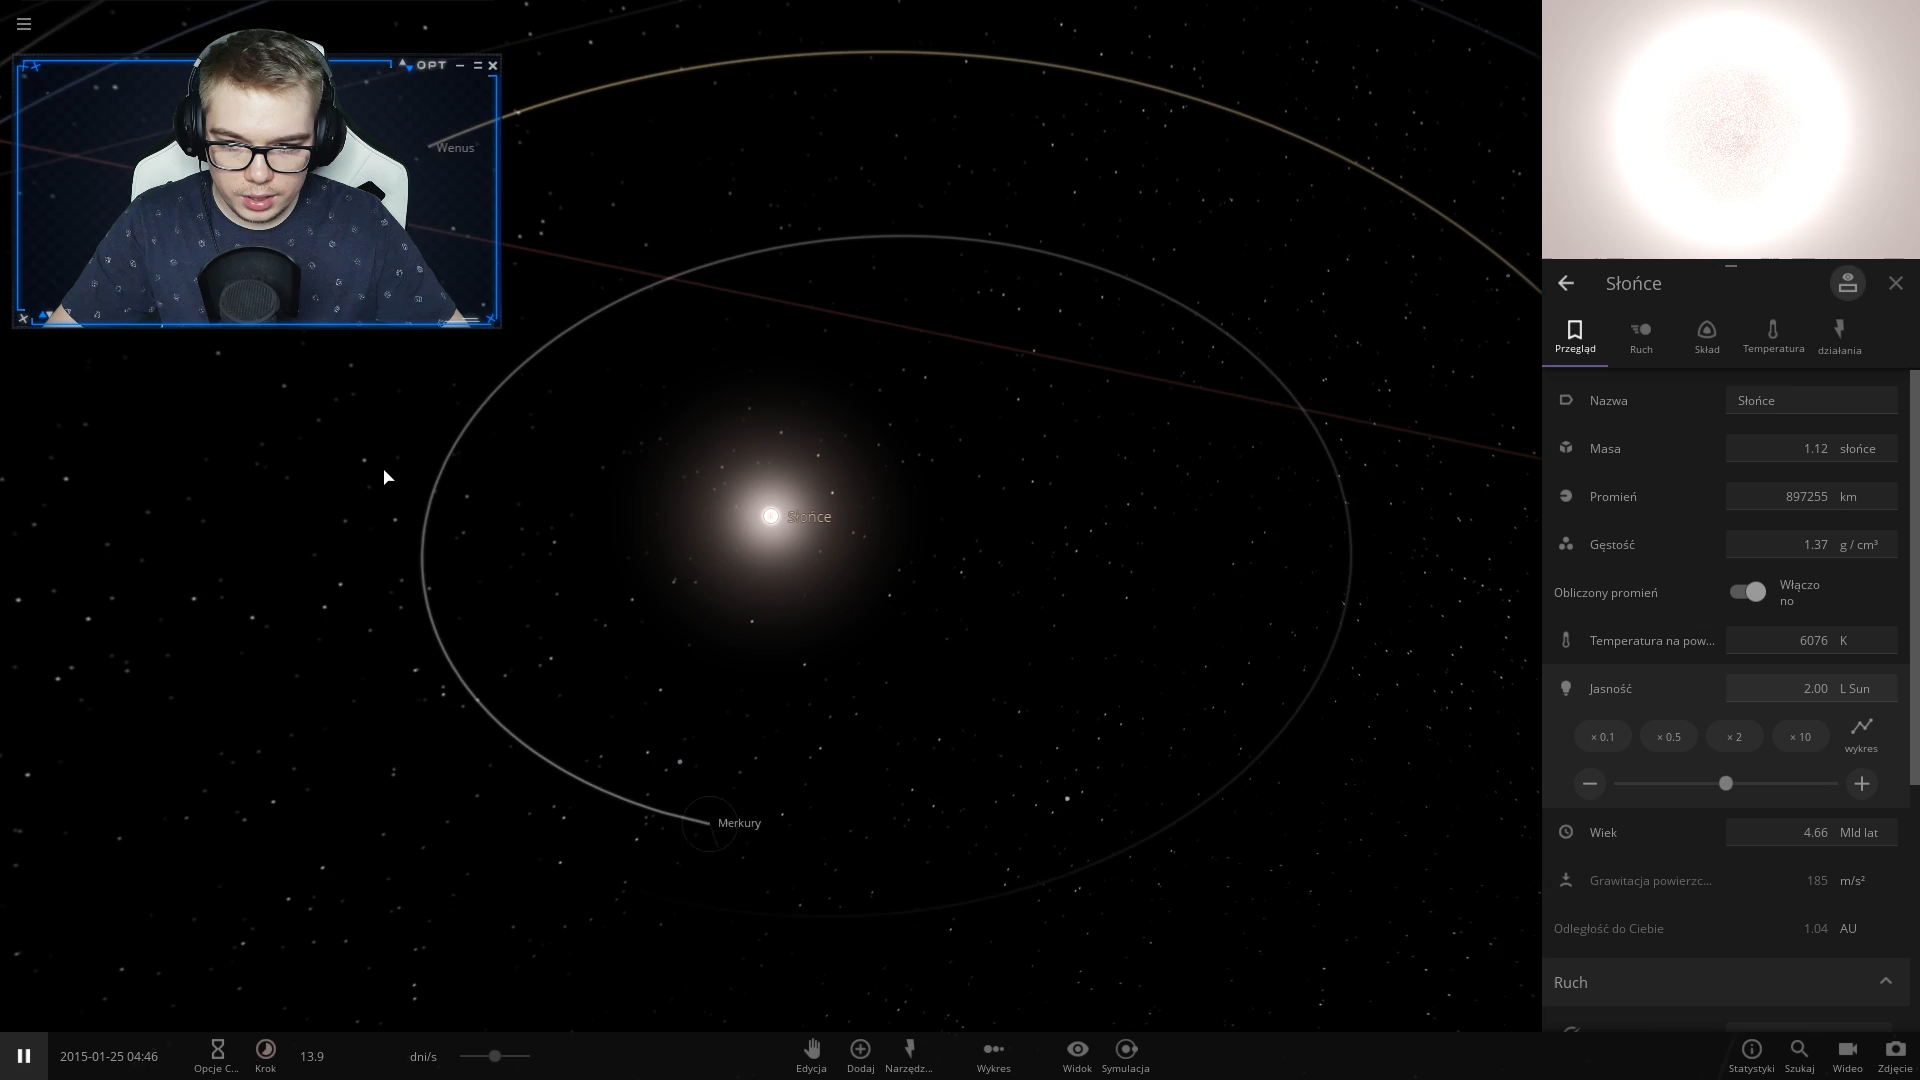 OPT
Wenus
Słońce
Merkury
Słońce
Przegląd
Ruch
Skład
Temperatura
działania
Nazwa Słońce
Masa 1.12 słońce
Promień 897255 km
Gęstość 1.37 g / cm³
Obliczony promień Włączo
no
Temperatura na pow... 6076 K
Jasność 2.00 L Sun
× 0.1 × 0.5 × 2 × 10 wykres
Wiek 4.66 Mld lat
Grawitacja powierzc... 185 m/s²
Odległość do Ciebie 1.04 AU
Ruch
2015-01-25 04:46 Opcje C... Krok 13.9 dni/s Edycja Dodaj Narzędz... Wykres Widok Symulacja Statystyki Szukaj Wideo Zdjęcie